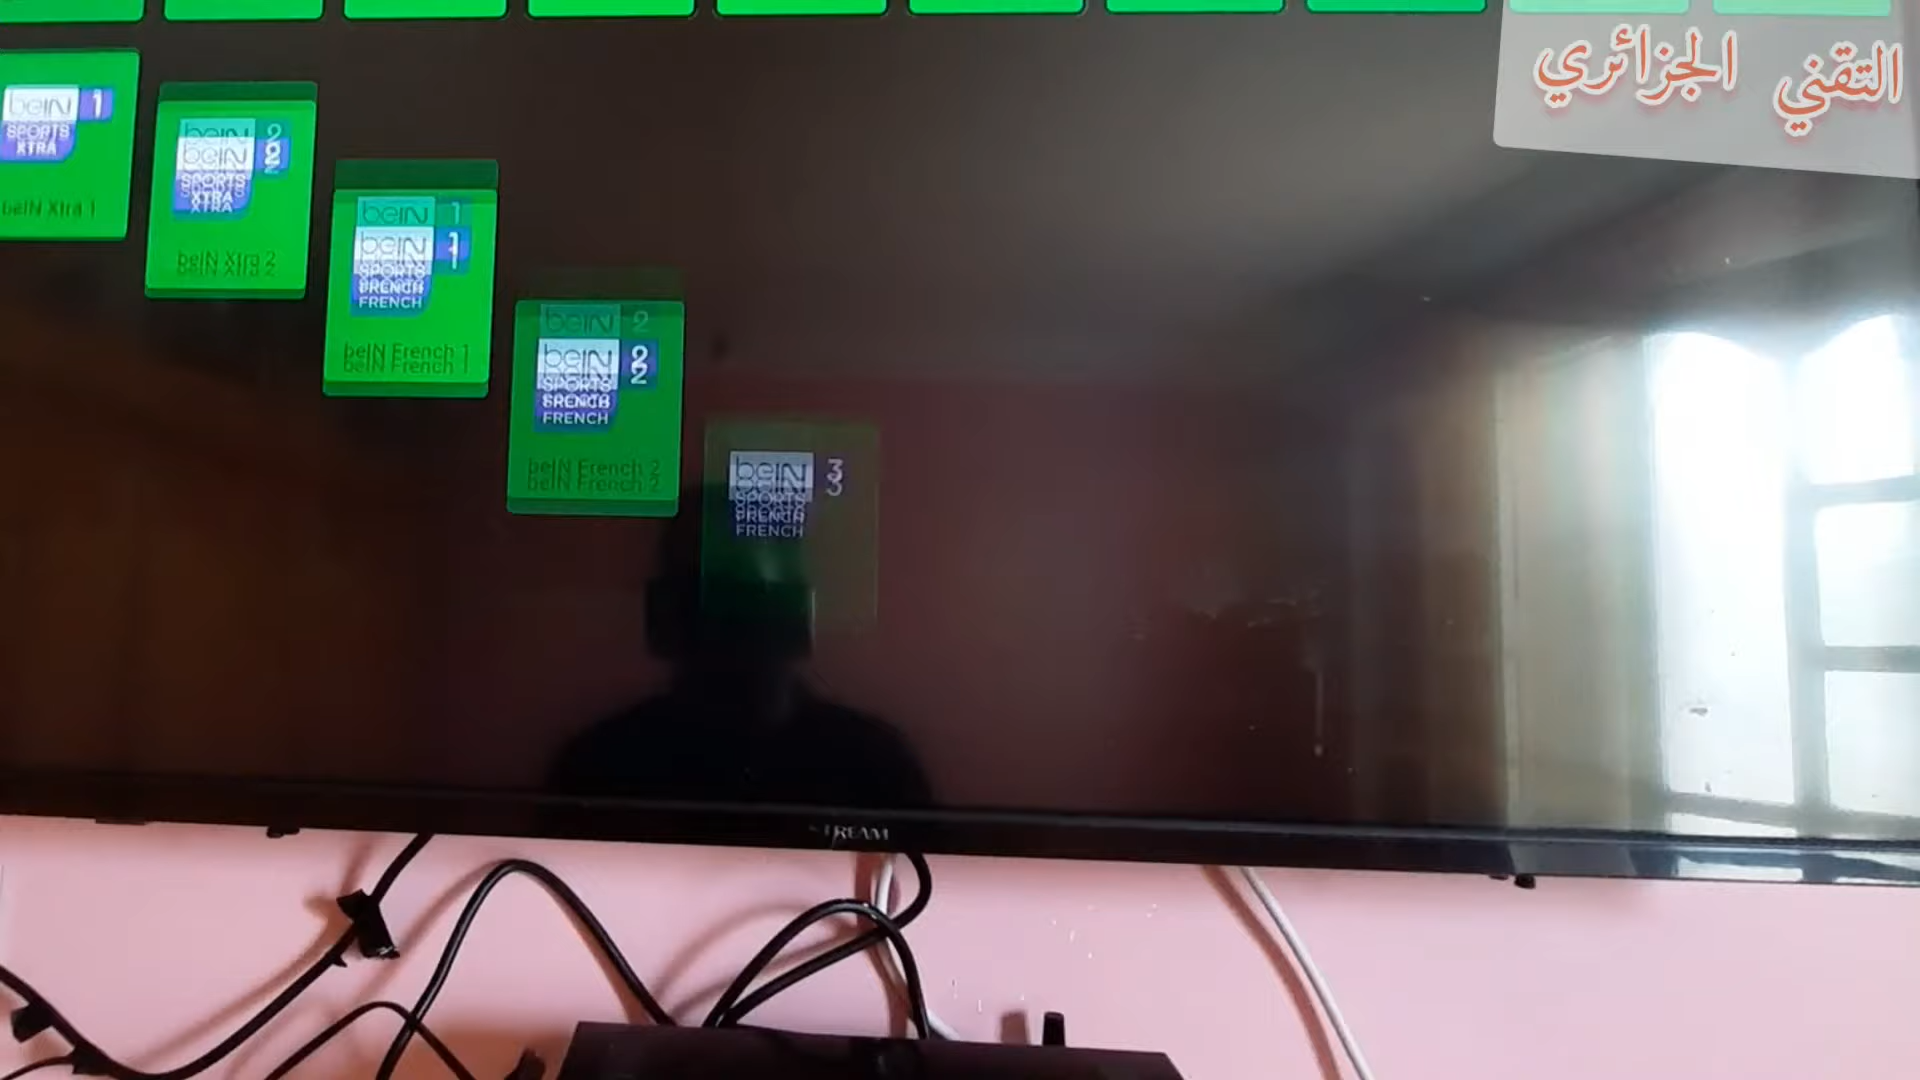 التقني الجزائري
beIN 1
SPORTS
XTRA
beIN Xtra 1
beIN 2
SPORTS
XTRA
beIN Xtra 2
beIN 1
SPORTS
FRENCH
beIN French 1
beIN 2
SPORTS
FRENCH
beIN French 2
beIN 3
SPORTS
FRENCH
STREAM